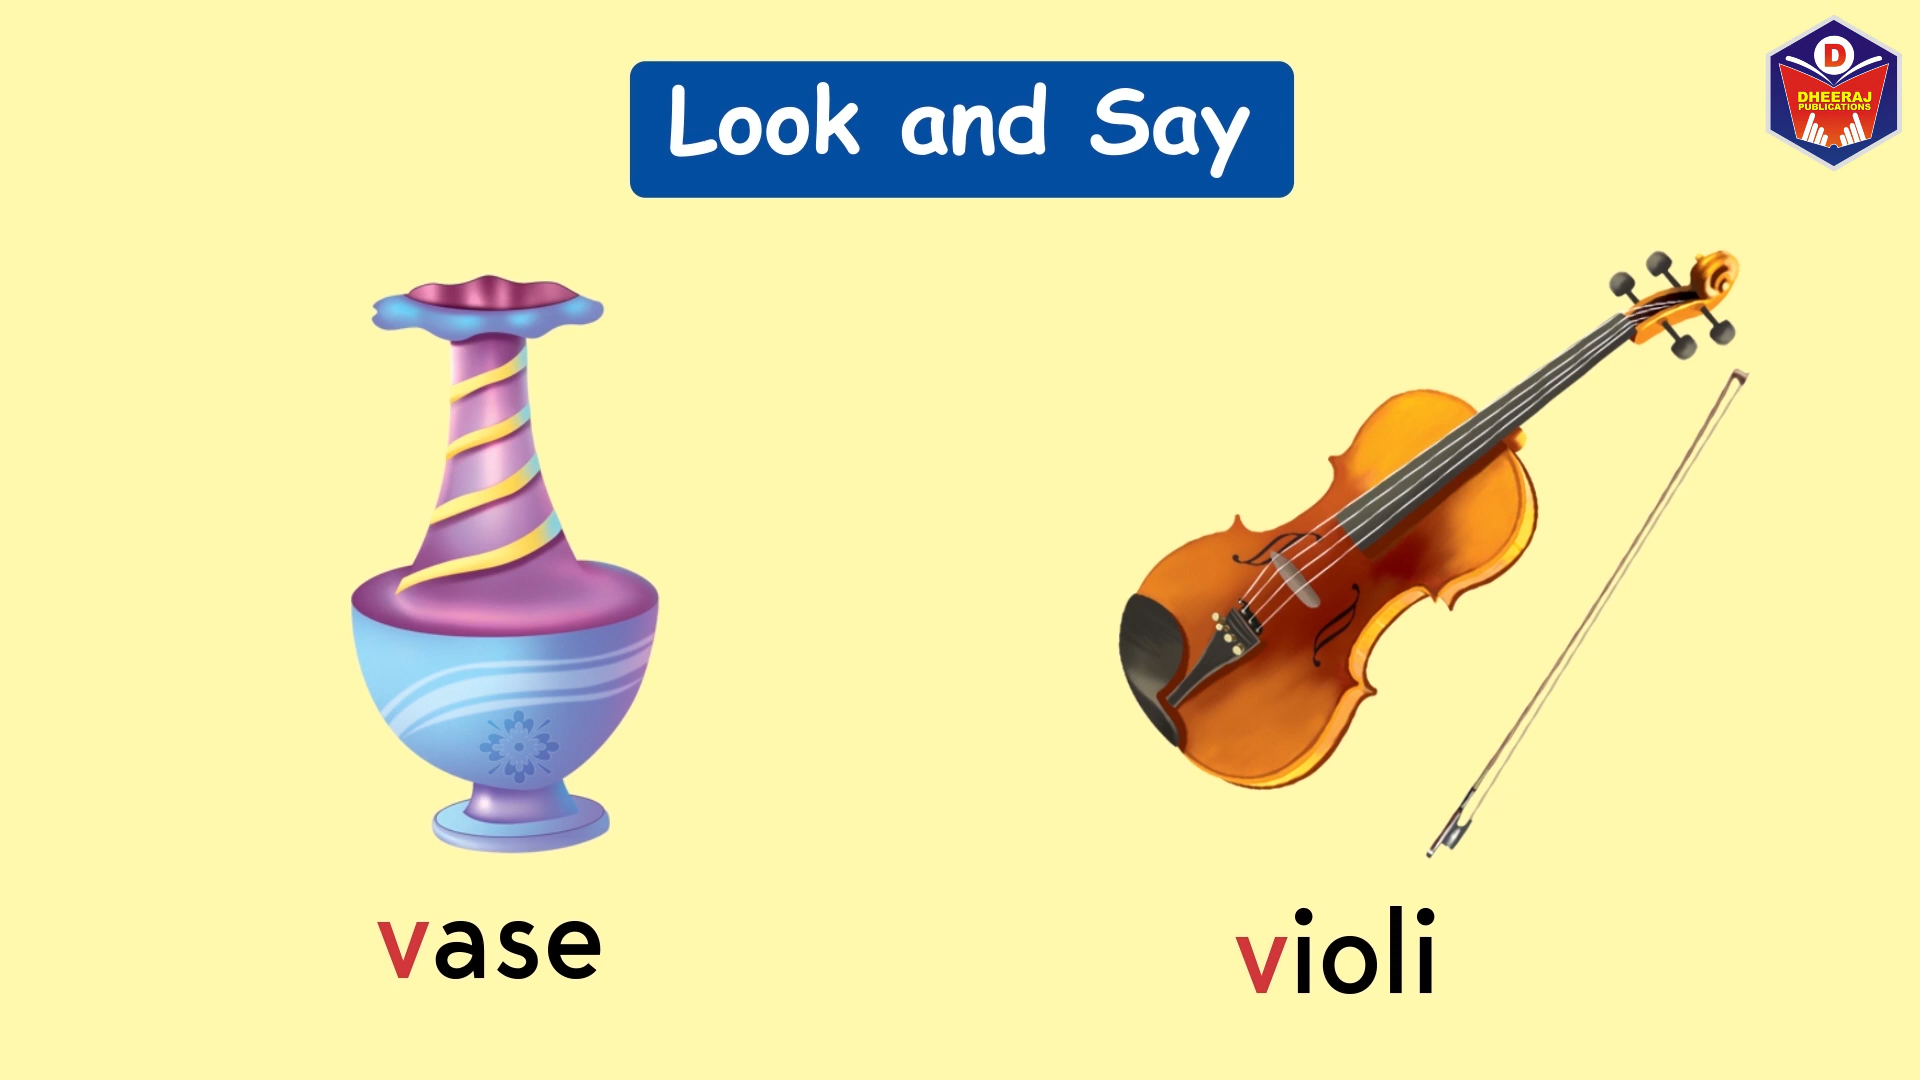 Look and Say
D
DHEERAJ
PUBLICATIONS
vase
violi